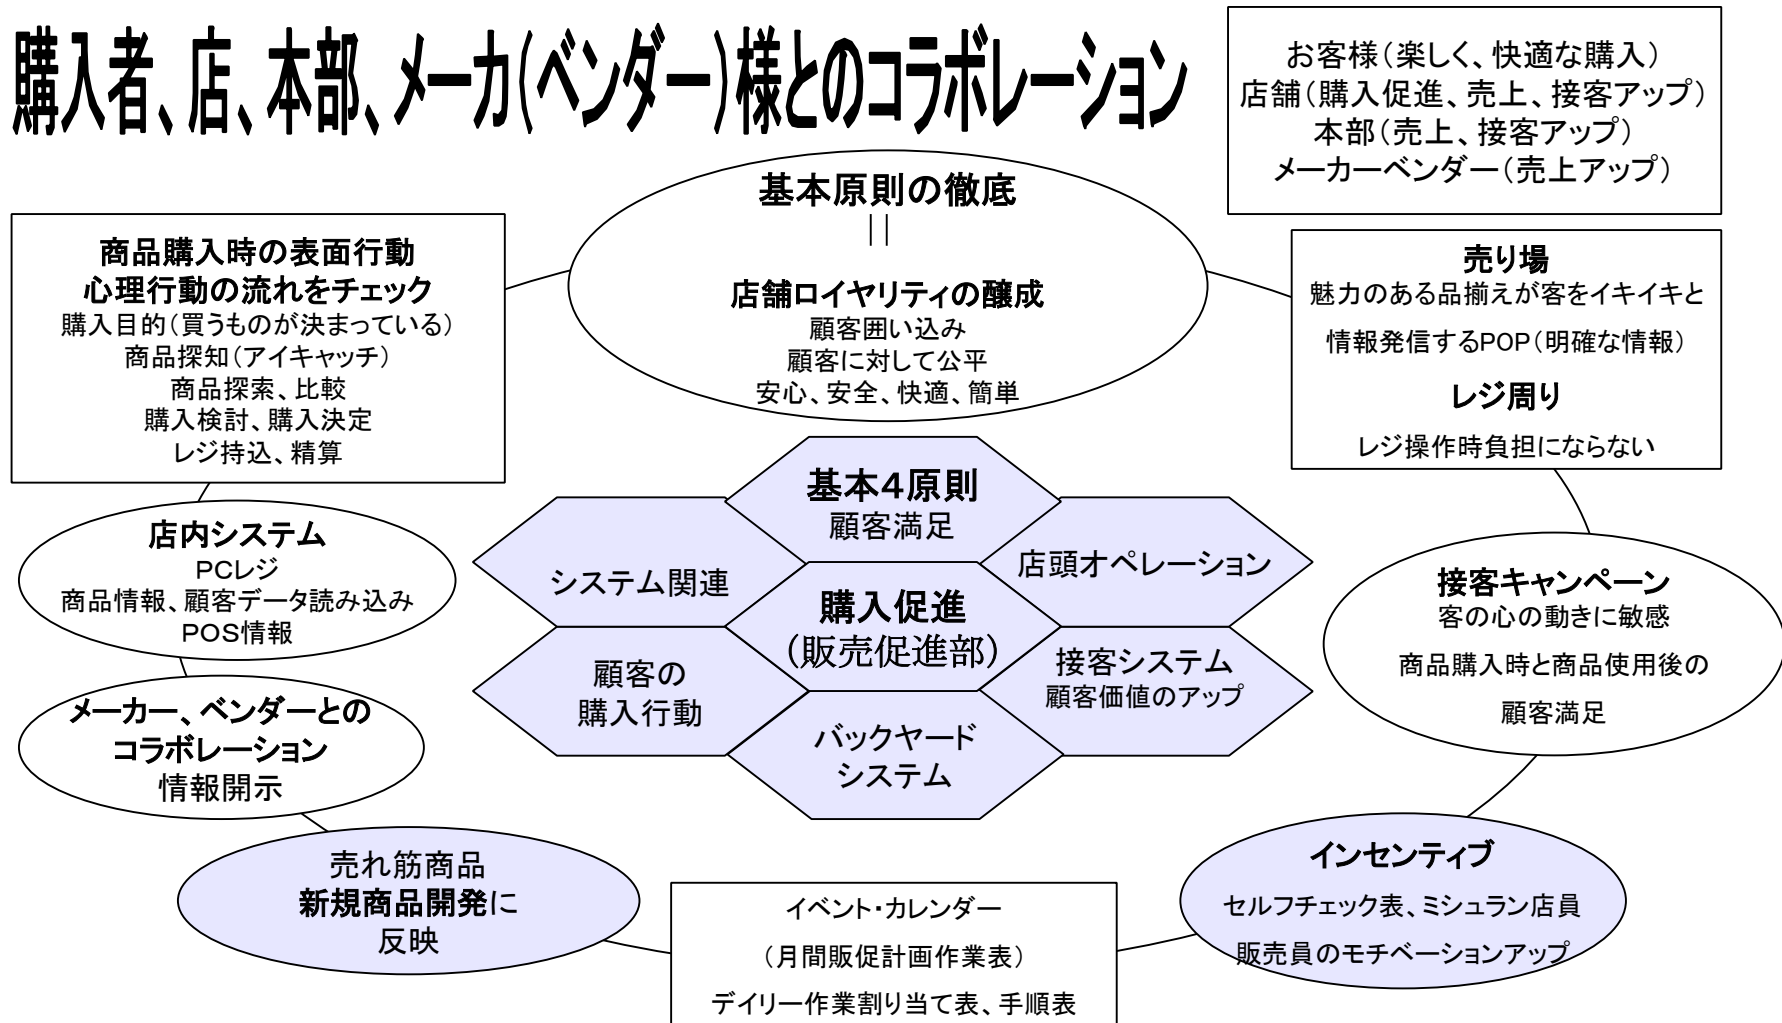 購入者、店、本部、メーカ(ベンダー)様とのコラボレーション
お客様(楽しく、快適な購入)
店舗(購入促進、売上、接客アップ)
本部(売上、接客アップ)
メーカーベンダー(売上アップ)
基本原則の徹底
||
店舗ロイヤリティの醸成
顧客囲い込み
顧客に対して公平
安心、安全、快適、簡単
商品購入時の表面行動
心理行動の流れをチェック
購入目的(買うものが決まっている)
商品探知(アイキャッチ)
商品探索、比較
購入検討、購入決定
レジ持込、精算
売り場
魅力のある品揃えが客をイキイキと
情報発信するPOP(明確な情報)
レジ周り
レジ操作時負担にならない
基本4原則
顧客満足
システム関連
店頭オペレーション
購入促進
(販売促進部)
顧客の
購入行動
接客システム
顧客価値のアップ
バックヤード
システム
店内システム
PCレジ
商品情報、顧客データ読み込み
POS情報
接客キャンペーン
客の心の動きに敏感
商品購入時と商品使用後の
顧客満足
メーカー、ベンダーとの
コラボレーション
情報開示
売れ筋商品
新規商品開発に
反映
イベント・カレンダー
(月間販促計画作業表)
デイリー作業割り当て表、手順表
インセンティブ
セルフチェック表、ミシュラン店員
販売員のモチベーションアップ